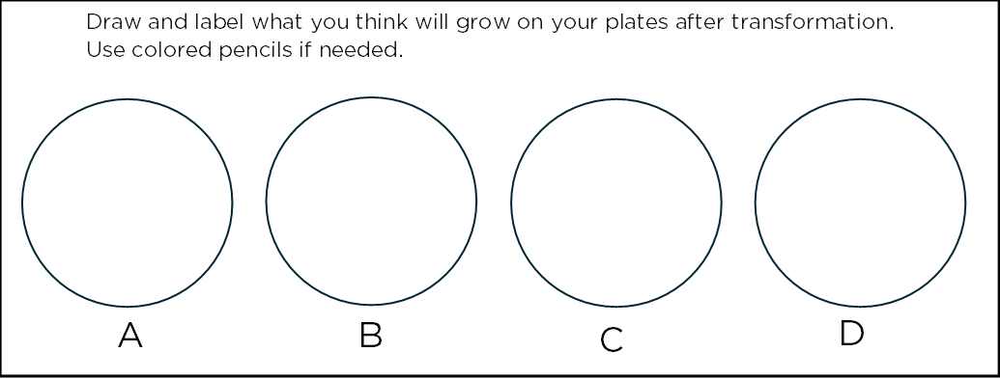 Draw and label what you think will grow on your plates after transformation.
Use colored pencils if needed.
A B C D